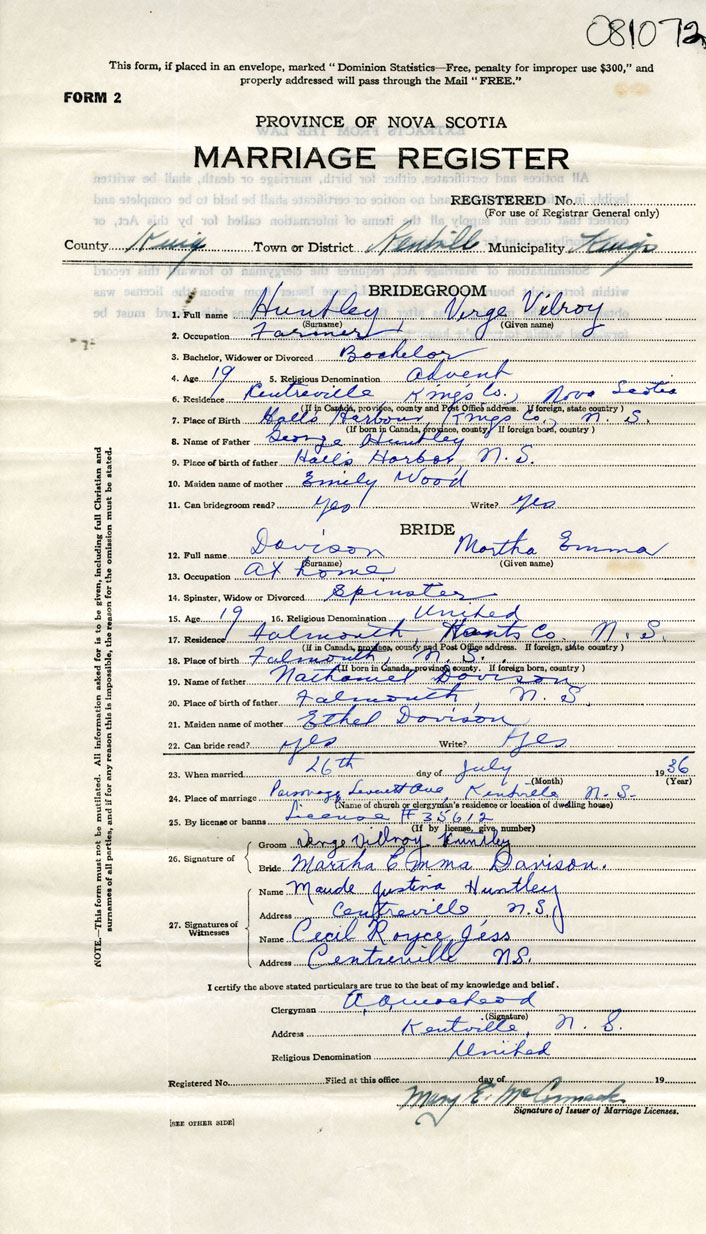 081072
This form, if placed in an envelope, marked "Dominion Statistics—Free, penalty for improper use $300," and
properly addressed will pass through the Mail "FREE."
FORM 2
PROVINCE OF NOVA SCOTIA
MARRIAGE REGISTER
REGISTERED No.
(For use of Registrar General only)
County Kings Town or District Kentville Municipality Kings
BRIDEGROOM
1. Full name Huntley, Verge Vilroy
(Surname) (Given name)
2. Occupation Farmer
3. Bachelor, Widower or Divorced Bachelor
4. Age 19 5. Religious Denomination Advent
6. Residence Centreville Kings Co., Nova Scotia
(If in Canada, province, county and Post Office address. If foreign, state country)
7. Place of Birth Halls Harbour, Kings Co., N. S.
(If born in Canada, province, county, If foreign born, country)
8. Name of Father George Huntley
9. Place of birth of father Hall's Harbor, N.S.
10. Maiden name of mother Emily Wood
11. Can bridegroom read? Yes Write? Yes
BRIDE
12. Full name Davison Martha Emma
(Surname) (Given name)
13. Occupation At home
14. Spinster, Widow or Divorced Spinster
15. Age 19 16. Religious Denomination United
17. Residence Falmouth, Hants Co., N. S.
(If in Canada, province, county and Post Office address. If foreign, state country)
18. Place of birth Falmouth, N. S.
(If born in Canada, province county. If foreign born, country)
19. Name of father Nathaniel Davison
20. Place of birth of father Falmouth, N. S.
21. Maiden name of mother Ethel Davison
22. Can bride read? Yes Write? Yes
23. When married 26th day of July 1936
(Month) (Year)
24. Place of marriage Parsonage Ave, Kentville N. S.
(Name of church or clergyman's residence or location of dwelling house)
25. By license or banns License # 35612
(If by license, give number)
26. Signature of
Groom Verge Villroy Huntley
Bride Martha Emma Davison.
27. Signatures of Witnesses
Name Maude Justina Huntley
Address Centreville N.S.
Name Cecil Royce Jess
Address Centreville NS.
I certify the above stated particulars are true to the best of my knowledge and belief.
Clergyman
(Signature)
Address Kentville, N. S.
Religious Denomination United
Registered No. Filed at this office day of 19
Mary E. McCormack
Signature of Issuer of Marriage Licenses.
[SEE OTHER SIDE]
NOTE.—This form must not be mutilated. All information asked for is to be given, including full Christian and
surnames of all parties, and if for any reason this is impossible, the reason for the omission must be stated.